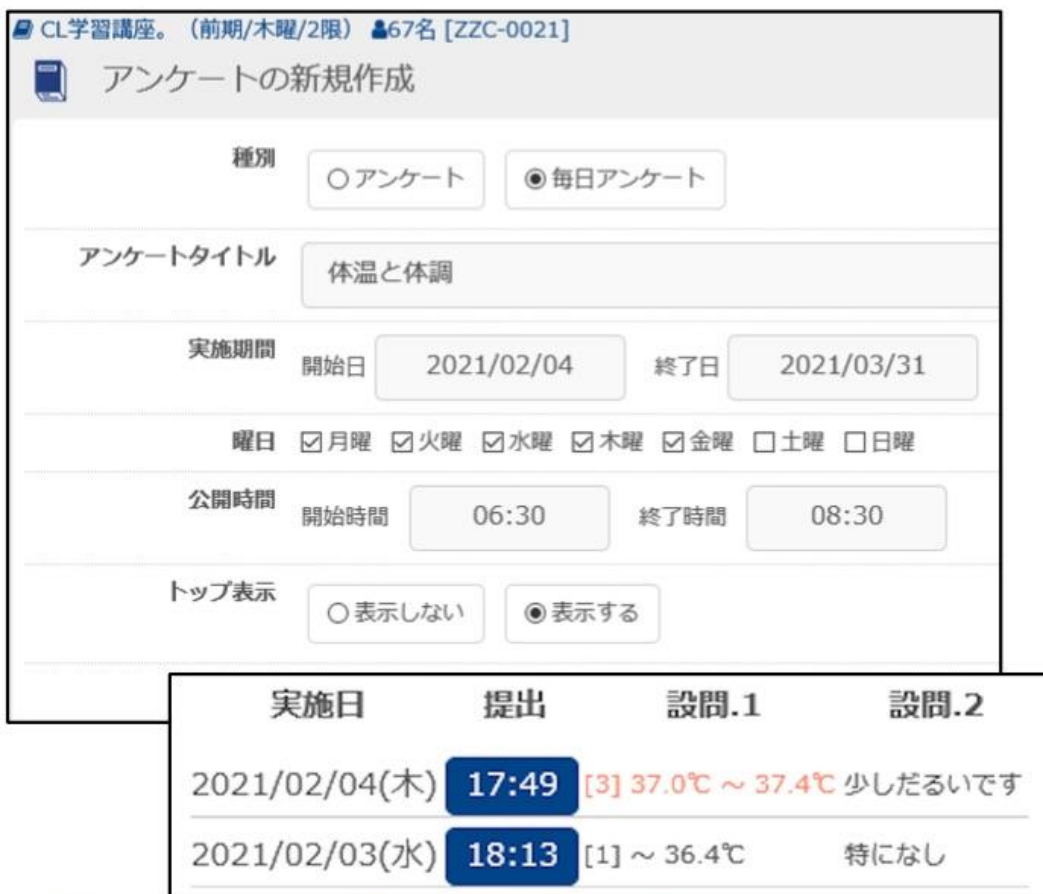 CL学習講座。（前期/木曜/2限） 67名 [ZZC-0021]
アンケートの新規作成
種別 アンケート 毎日アンケート
アンケートタイトル 体温と体調
実施期間 開始日 2021/02/04 終了日 2021/03/31
曜日 月曜 火曜 水曜 木曜 金曜 土曜 日曜
公開時間 開始時間 06:30 終了時間 08:30
トップ表示 表示しない 表示する
実施日 提出 設問.1 設問.2
2021/02/04(木) 17:49 [3] 37.0℃ ～ 37.4℃ 少しだるいです
2021/02/03(水) 18:13 [1] ～ 36.4℃ 特になし